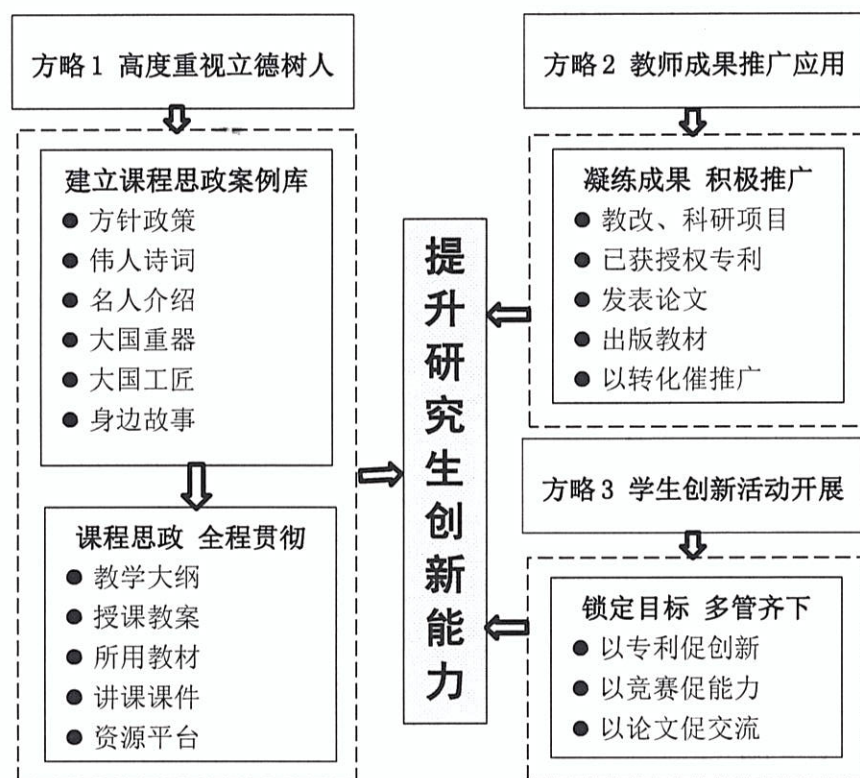 方略1 高度重视立德树人
建立课程思政案例库
● 方针政策
● 伟人诗词
● 名人介绍
● 大国重器
● 大国工匠
● 身边故事
课程思政 全程贯彻
● 教学大纲
● 授课教案
● 所用教材
● 讲课课件
● 资源平台
提升研究生创新能力
方略2 教师成果推广应用
凝练成果 积极推广
● 教改、科研项目
● 已获授权专利
● 发表论文
● 出版教材
● 以转化催推广
方略3 学生创新活动开展
锁定目标 多管齐下
● 以专利促创新
● 以竞赛促能力
● 以论文促交流